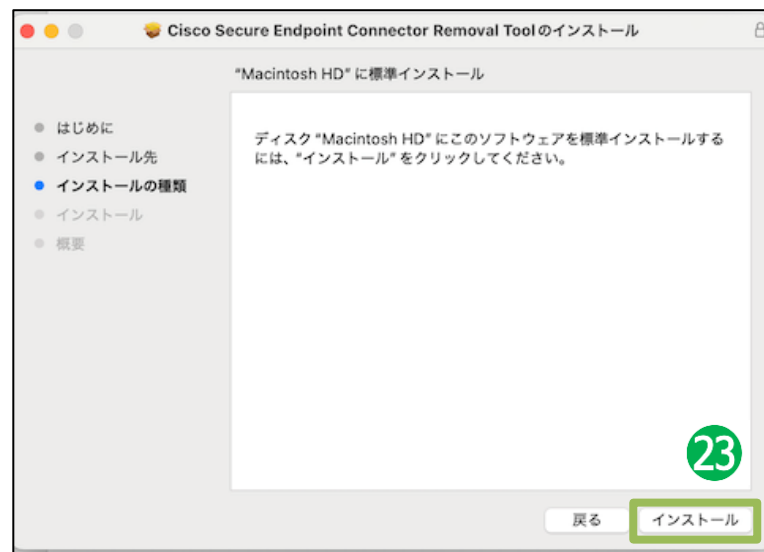 Cisco Secure Endpoint Connector Removal Toolのインストール
"Macintosh HD" に標準インストール
はじめに
インストール先
インストールの種類
インストール
概要
ディスク "Macintosh HD" にこのソフトウェアを標準インストールする
には、"インストール" をクリックしてください。
23
戻る
インストール